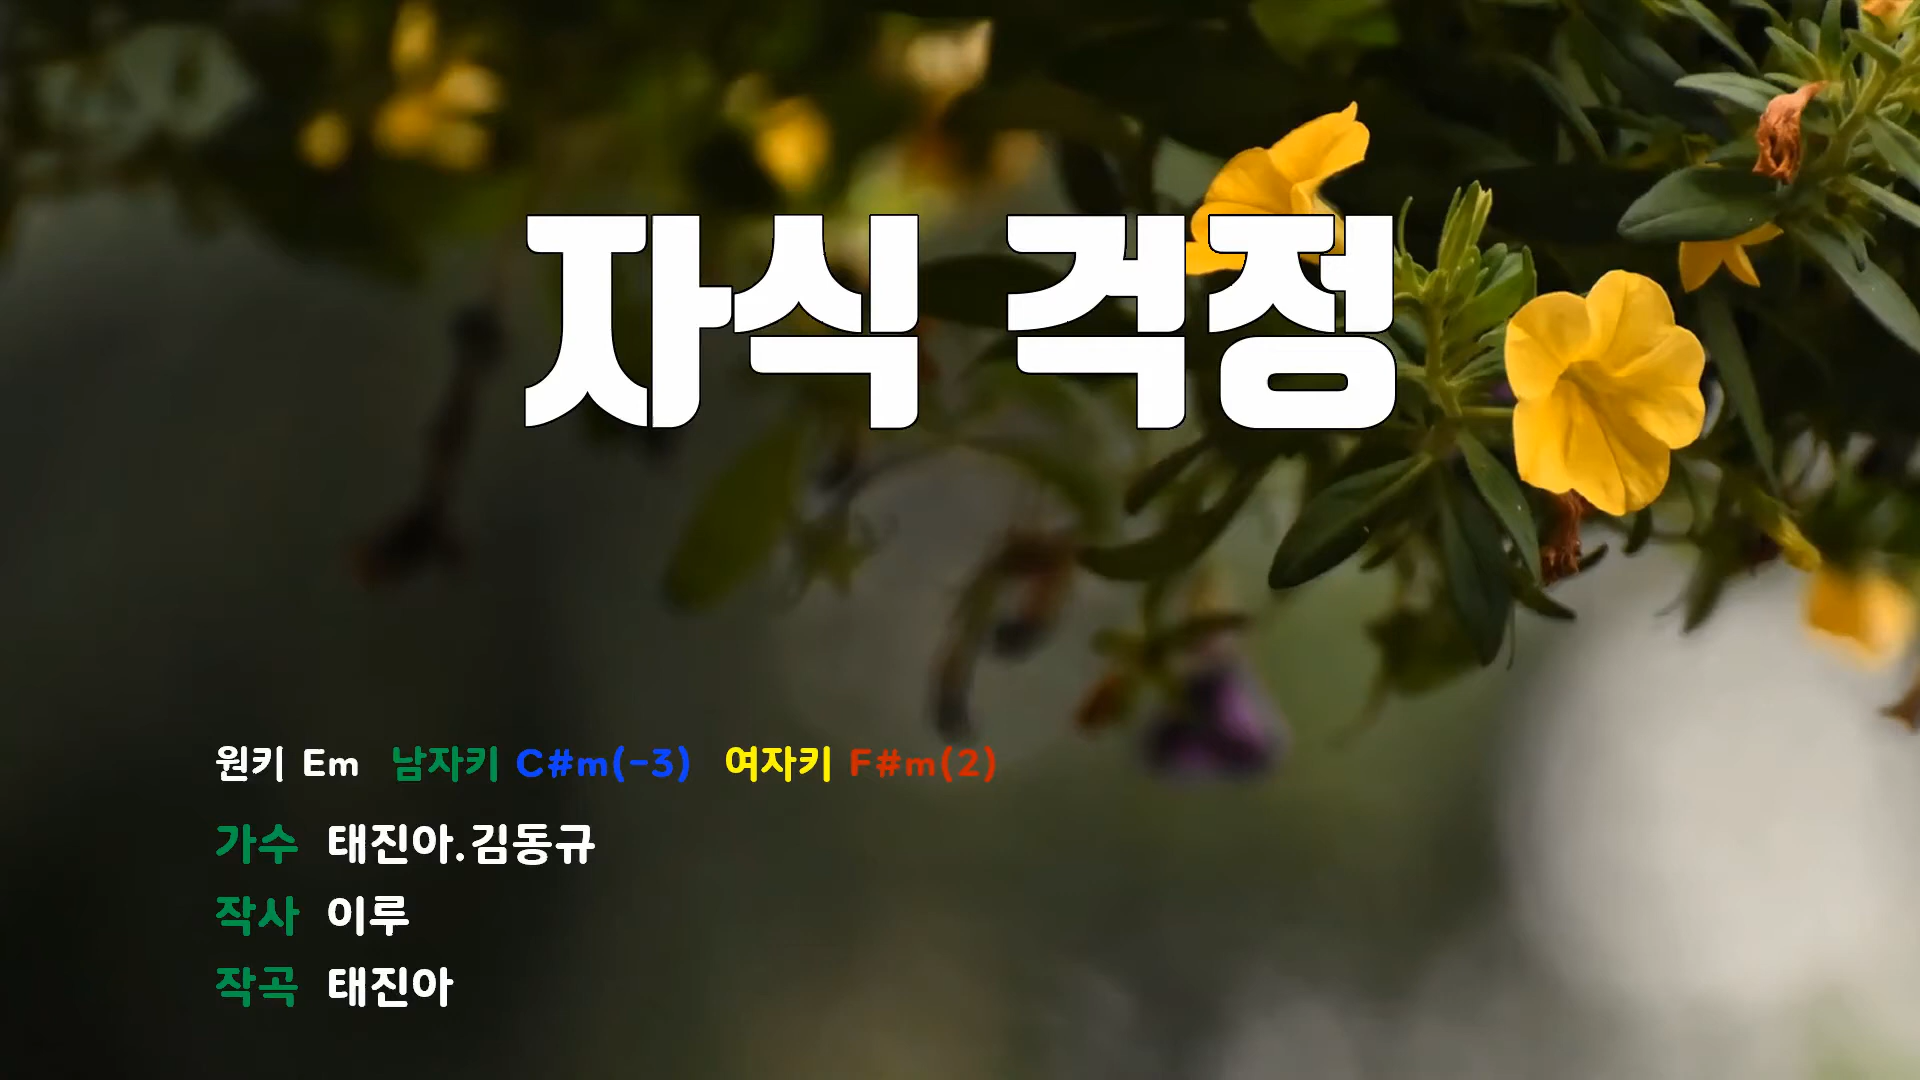 자식 걱정
원키 Em 남자키 C#m(-3) 여자키 F#m(2)
가수 태진아.김동규
작사 이루
작곡 태진아